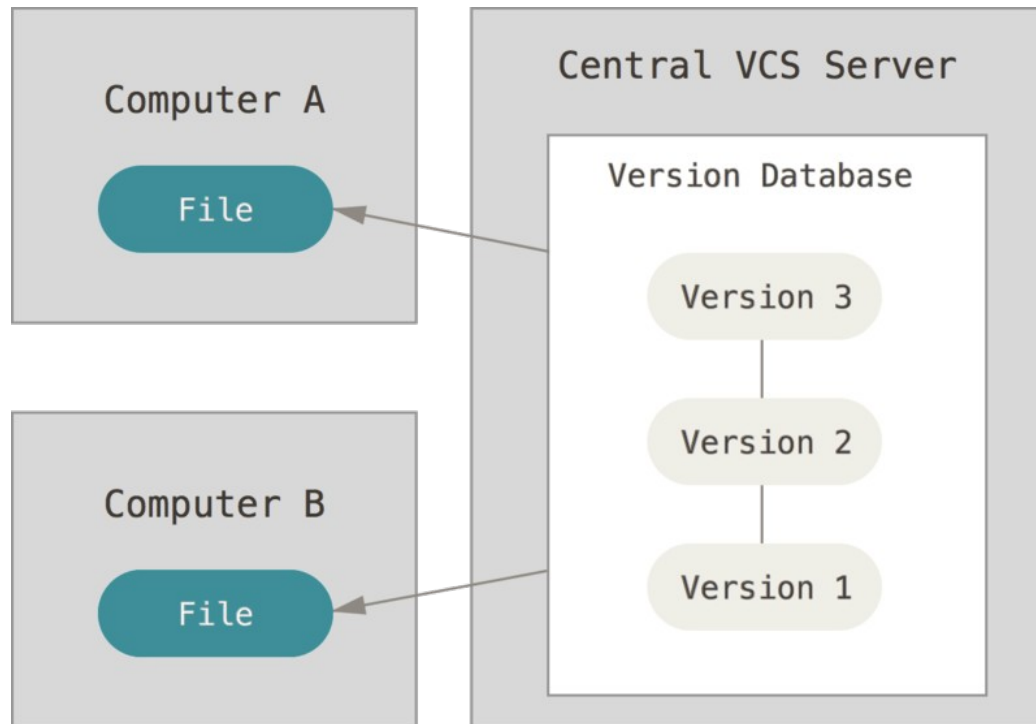 Computer A
File
Computer B
File
Central VCS Server
Version Database
Version 3
Version 2
Version 1